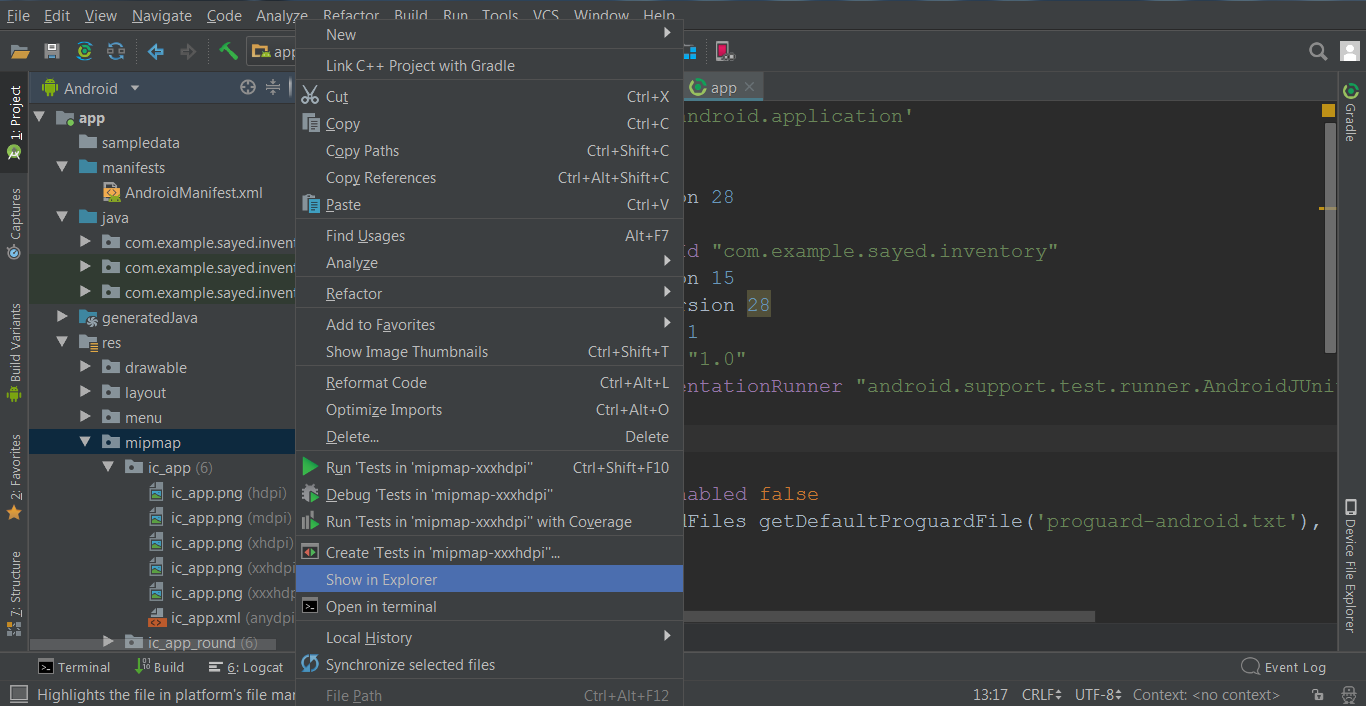 File Edit View Navigate Code Analyze Refactor Build Run Tools VCS Window Help
app
Android
app
1: Project
Captures
Build Variants
2: Favorites
7: Structure
app
sampledata
manifests
AndroidManifest.xml
java
com.example.sayed.invent
com.example.sayed.invent
com.example.sayed.invent
generatedJava
res
drawable
layout
menu
mipmap
ic_app (6)
ic_app.png (hdpi)
ic_app.png (mdpi)
ic_app.png (xhdpi)
ic_app.png (xxhdpi
ic_app.png (xxxhdp
ic_app.xml (anydpi
ic_app_round (6)
New
Link C++ Project with Gradle
Cut Ctrl+X
Copy Ctrl+C
Copy Paths Ctrl+Shift+C
Copy References Ctrl+Alt+Shift+C
Paste Ctrl+V
Find Usages Alt+F7
Analyze
Refactor
Add to Favorites
Show Image Thumbnails Ctrl+Shift+T
Reformat Code Ctrl+Alt+L
Optimize Imports Ctrl+Alt+O
Delete... Delete
Run 'Tests in 'mipmap-xxxhdpi'' Ctrl+Shift+F10
Debug 'Tests in 'mipmap-xxxhdpi''
Run 'Tests in 'mipmap-xxxhdpi'' with Coverage
Create 'Tests in 'mipmap-xxxhdpi''...
Show in Explorer
Open in terminal
Local History
Synchronize selected files
File Path Ctrl+Alt+F12
android.application'
n 28
d "com.example.sayed.inventory"
on 15
rsion 28
1
"1.0"
entationRunner "android.support.test.runner.AndroidJUni
nabled false
dFiles getDefaultProguardFile('proguard-android.txt'),
Gradle
Device File Explorer
Terminal Build 6: Logcat Event Log
Highlights the file in platform's file mar 13:17 CRLF UTF-8 Context: <no context>